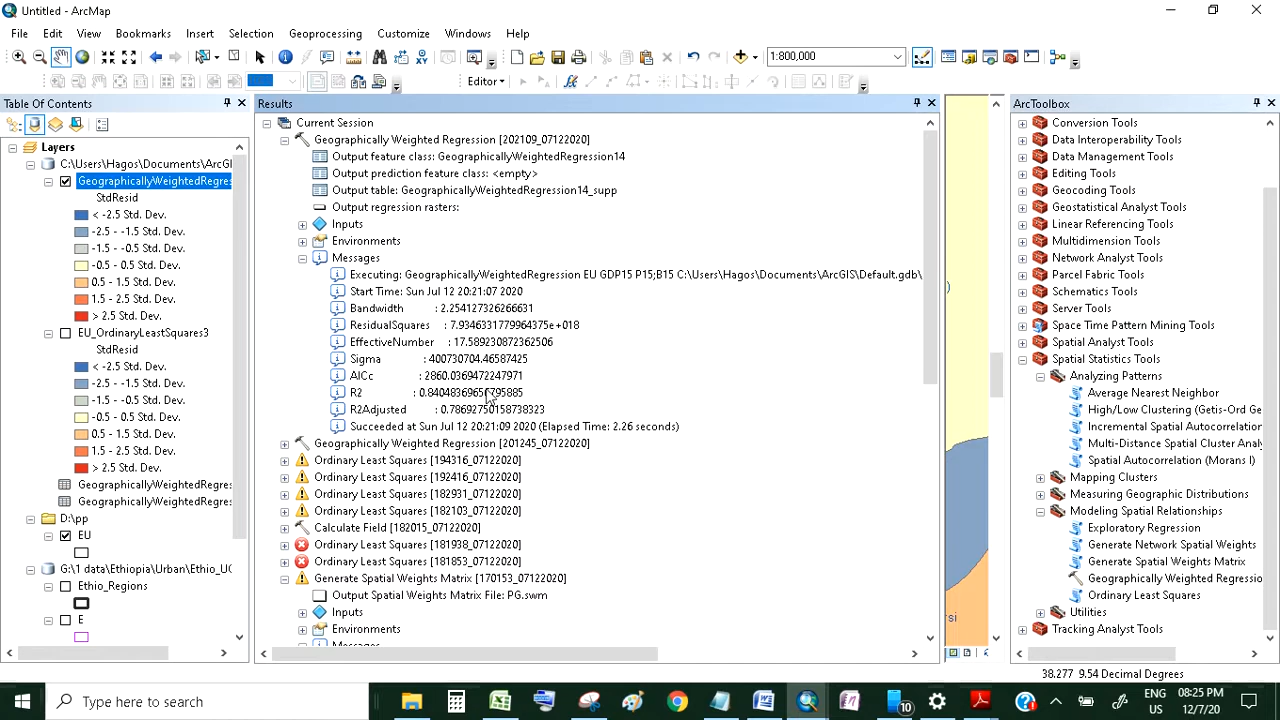 Untitled - ArcMap
File Edit View Bookmarks Insert Selection Geoprocessing Customize Windows Help
1:800,000
Editor
Table Of Contents
Layers
C:\Users\Hagos\Documents\ArcGI
GeographicallyWeightedRegres
StdResid
< -2.5 Std. Dev.
-2.5 - -1.5 Std. Dev.
-1.5 - -0.5 Std. Dev.
-0.5 - 0.5 Std. Dev.
0.5 - 1.5 Std. Dev.
1.5 - 2.5 Std. Dev.
> 2.5 Std. Dev.
EU_OrdinaryLeastSquares3
StdResid
< -2.5 Std. Dev.
-2.5 - -1.5 Std. Dev.
-1.5 - -0.5 Std. Dev.
-0.5 - 0.5 Std. Dev.
0.5 - 1.5 Std. Dev.
1.5 - 2.5 Std. Dev.
> 2.5 Std. Dev.
GeographicallyWeightedRegre
GeographicallyWeightedRegre
D:\pp
EU
G:\1 data\Ethiopia\Urban\Ethio_U
Ethio_Regions
E
Results
Current Session
Geographically Weighted Regression [202109_07122020]
Output feature class: GeographicallyWeightedRegression14
Output prediction feature class: <empty>
Output table: GeographicallyWeightedRegression14_supp
Output regression rasters:
Inputs
Environments
Messages
Executing: GeographicallyWeightedRegression EU GDP15 P15;B15 C:\Users\Hagos\Documents\ArcGIS\Default.gdb\
Start Time: Sun Jul 12 20:21:07 2020
Bandwidth : 2.254127326266631
ResidualSquares : 7.9346331779964375e+018
EffectiveNumber : 17.589230872362506
Sigma : 400730704.46587425
AICc : 2860.0369472247971
R2
R2Adjusted : 0.78692750158738323
Succeeded at Sun Jul 12 20:21:09 2020 (Elapsed Time: 2.26 seconds)
Geographically Weighted Regression [201245_07122020]
Ordinary Least Squares [194316_07122020]
Ordinary Least Squares [192416_07122020]
Ordinary Least Squares [182931_07122020]
Ordinary Least Squares [182103_07122020]
Calculate Field [182015_07122020]
Ordinary Least Squares [181938_07122020]
Ordinary Least Squares [181853_07122020]
Generate Spatial Weights Matrix [170153_07122020]
Output Spatial Weights Matrix File: PG.swm
Inputs
Environments
rsi
ArcToolbox
Conversion Tools
Data Interoperability Tools
Data Management Tools
Editing Tools
Geocoding Tools
Geostatistical Analyst Tools
Linear Referencing Tools
Multidimension Tools
Network Analyst Tools
Parcel Fabric Tools
Schematics Tools
Server Tools
Space Time Pattern Mining Tools
Spatial Analyst Tools
Spatial Statistics Tools
Analyzing Patterns
Average Nearest Neighbor
High/Low Clustering (Getis-Ord Ge
Incremental Spatial Autocorrelation
Multi-Distance Spatial Cluster Anal
Spatial Autocorrelation (Morans I)
Mapping Clusters
Measuring Geographic Distributions
Modeling Spatial Relationships
Exploratory Regression
Generate Network Spatial Weights
Generate Spatial Weights Matrix
Geographically Weighted Regressio
Ordinary Least Squares
Utilities
Tracking Analyst Tools
38.277 9.54 Decimal Degrees
Type here to search
10
ENG
US
08:25 PM
12/7/20